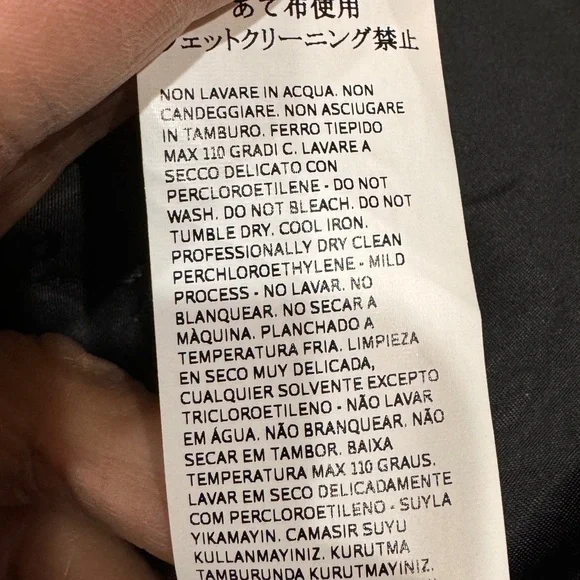 あて布使用
ウェットクリーニング禁止
NON LAVARE IN ACQUA. NON
CANDEGGIARE. NON ASCIUGARE
IN TAMBURO. FERRO TIEPIDO
MAX 110 GRADI C. LAVARE A
SECCO DELICATO CON
PERCLOROETILENE - DO NOT
WASH. DO NOT BLEACH. DO NOT
TUMBLE DRY. COOL IRON.
PROFESSIONALLY DRY CLEAN
PERCHLOROETHYLENE - MILD
PROCESS - NO LAVAR. NO
BLANQUEAR. NO SECAR A
MÀQUINA. PLANCHADO A
TEMPERATURA FRIA. LIMPIEZA
EN SECO MUY DELICADA,
CUALQUIER SOLVENTE EXCEPTO
TRICLOROETILENO - NÃO LAVAR
EM ÁGUA. NÃO BRANQUEAR. NÃO
SECAR EM TAMBOR. BAIXA
TEMPERATURA MAX 110 GRAUS.
LAVAR EM SECO DELICADAMENTE
COM PERCLOROETILENO - SUYLA
YIKAMAYIN. CAMASIR SUYU
KULLANMAYINIZ. KURUTMA
TAMBURUNDA KURUTMAYINIZ.